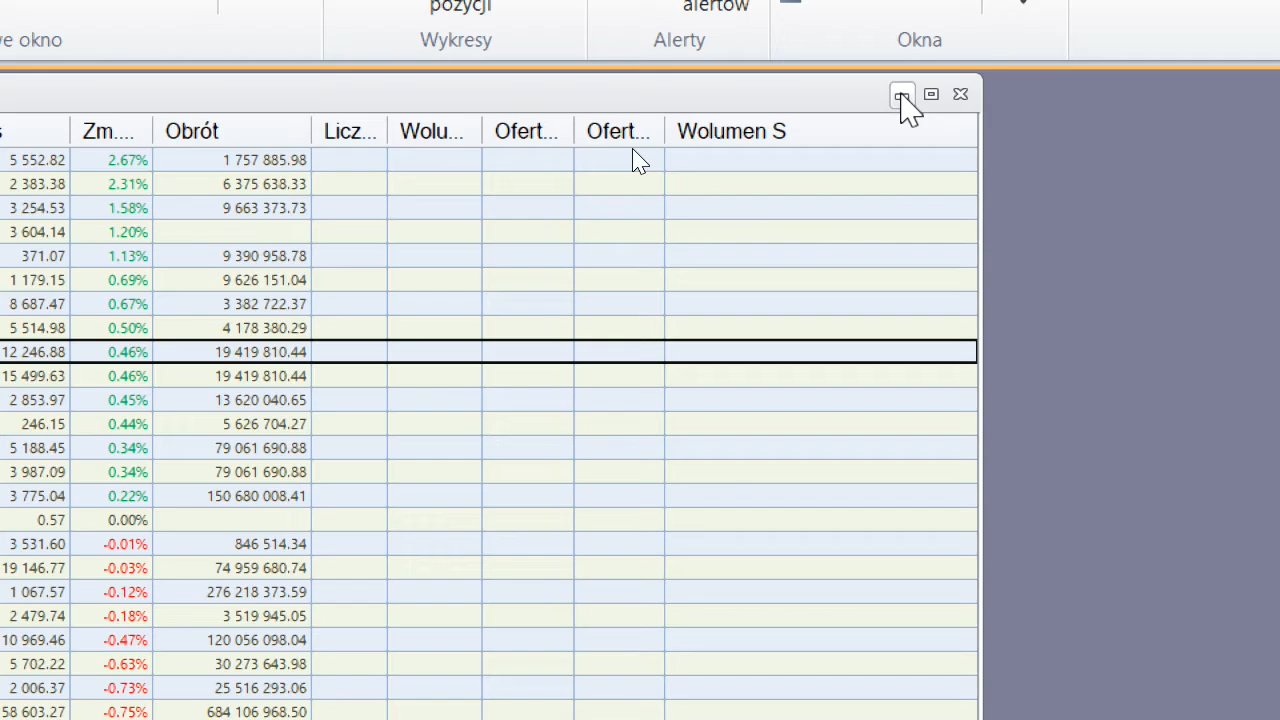 pozycji alertów
we okno Wykresy Alerty Okna
s Zm.... Obrót Licz... Wolu... Ofert... Ofert... Wolumen S
5 552.82 2.67% 1 757 885.98
2 383.38 2.31% 6 375 638.33
3 254.53 1.58% 9 663 373.73
3 604.14 1.20%
371.07 1.13% 9 390 958.78
1 179.15 0.69% 9 626 151.04
8 687.47 0.67% 3 382 722.37
5 514.98 0.50% 4 178 380.29
12 246.88 0.46% 19 419 810.44
15 499.63 0.46% 19 419 810.44
2 853.97 0.45% 13 620 040.65
246.15 0.44% 5 626 704.27
5 188.45 0.34% 79 061 690.88
3 987.09 0.34% 79 061 690.88
3 775.04 0.22% 150 680 008.41
0.57 0.00%
3 531.60 -0.01% 846 514.34
19 146.77 -0.03% 74 959 680.74
1 067.57 -0.12% 276 218 373.59
2 479.74 -0.18% 3 519 945.05
10 969.46 -0.47% 120 056 098.04
5 702.22 -0.63% 30 273 643.98
2 006.37 -0.73% 25 516 293.06
58 603.27 -0.75% 684 106 968.50